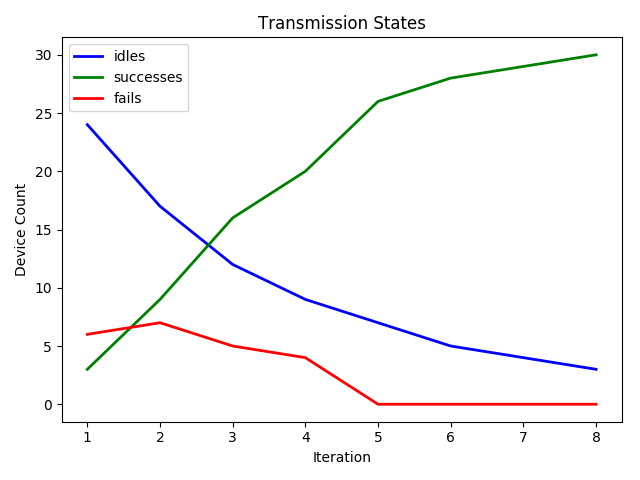 Transmission States
idles
successes
fails
Device Count
30
25
20
15
10
5
0
1 2 3 4 5 6 7 8
Iteration